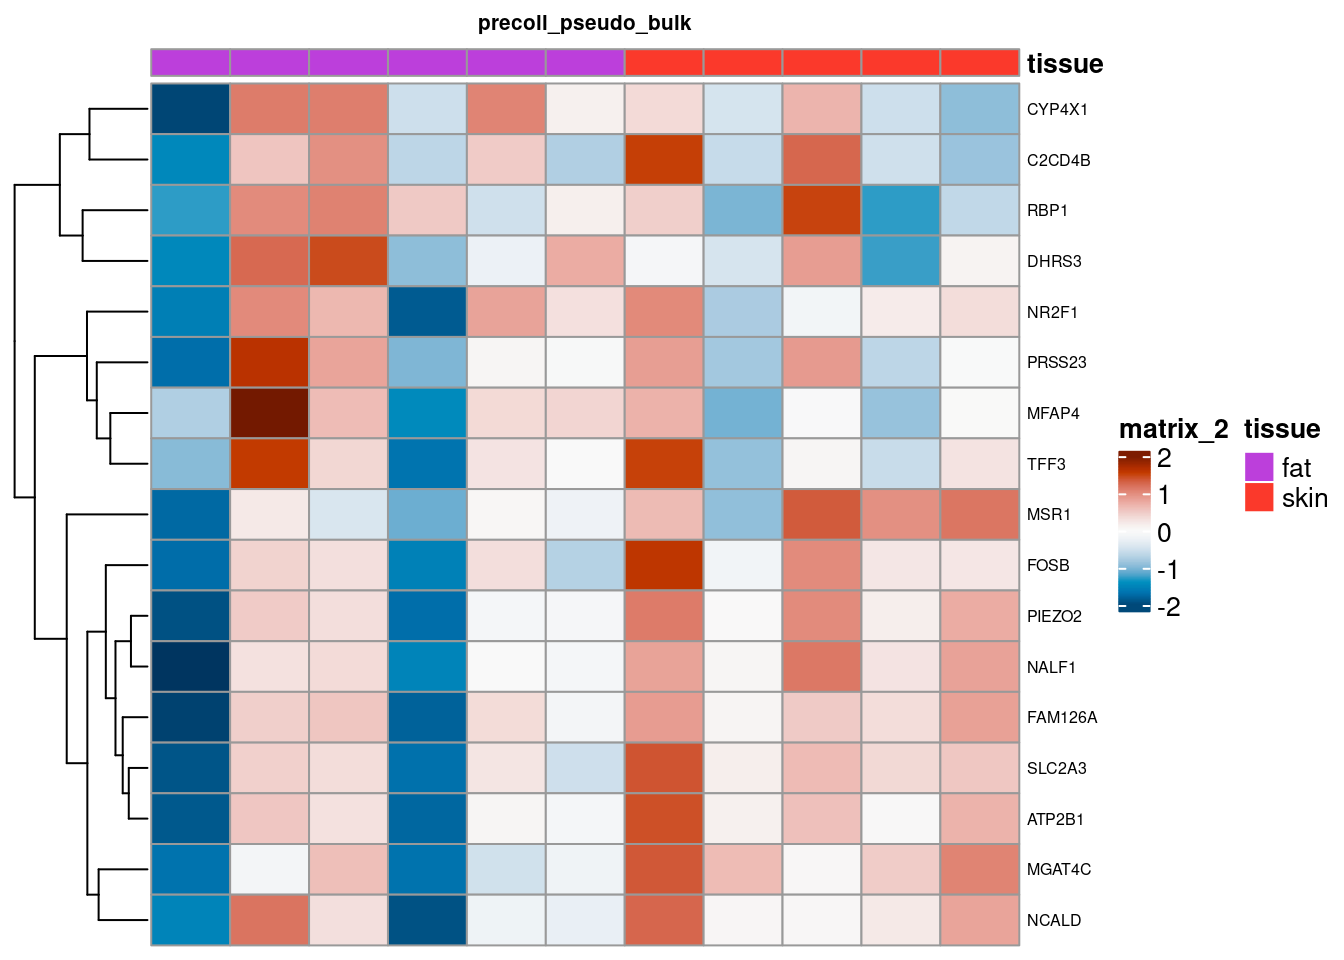 precoll_pseudo_bulk
tissue
CYP4X1
C2CD4B
RBP1
DHRS3
NR2F1
PRSS23
MFAP4
TFF3
MSR1
FOSB
PIEZO2
NALF1
FAM126A
SLC2A3
ATP2B1
MGAT4C
NCALD
matrix_2
2
1
0
-1
-2
tissue
fat
skin